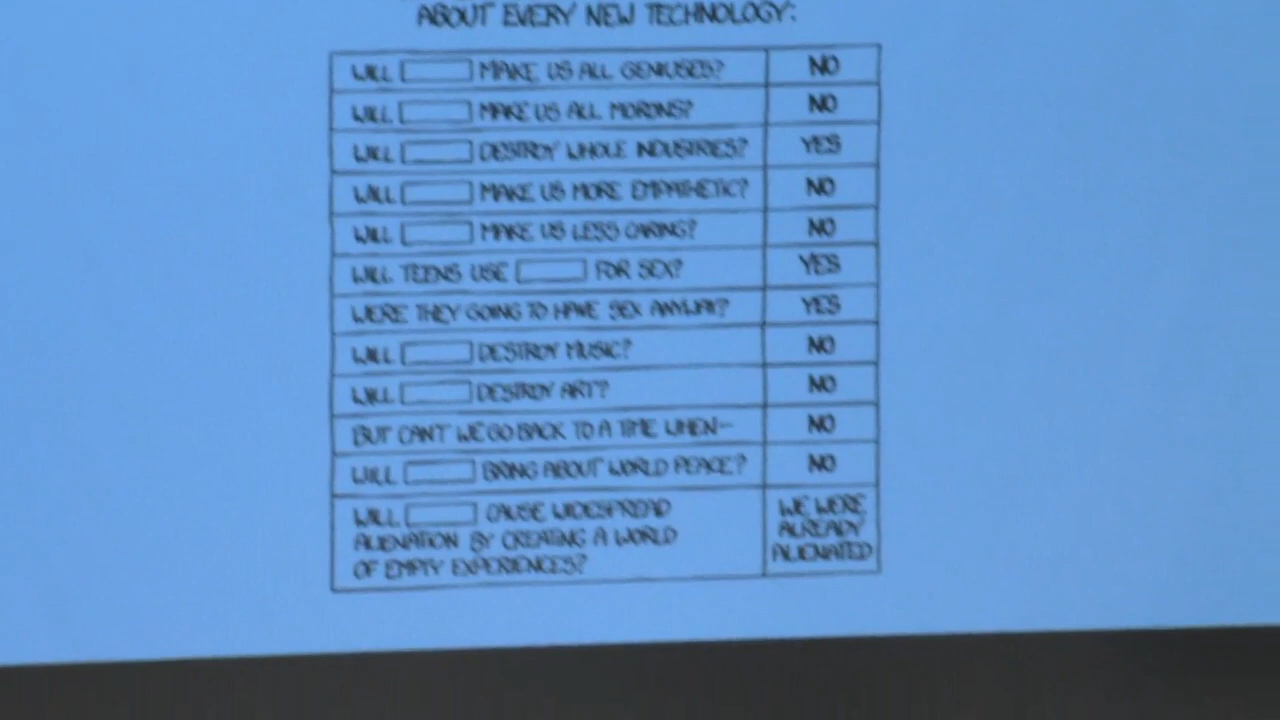 ABOUT EVERY NEW TECHNOLOGY:
WILL MAKE US ALL GENIUSES? NO
WILL MAKE US ALL MORONS? NO
WILL DESTROY WHOLE INDUSTRIES? YES
WILL MAKE US MORE EMPATHETIC? NO
WILL MAKE US LESS CARING? NO
WILL TEENS USE FOR SEX? YES
WERE THEY GOING TO HAVE SEX ANYWAY? YES
WILL DESTROY MUSIC? NO
WILL DESTROY ART? NO
BUT CAN'T WE GO BACK TO A TIME WHEN-- NO
WILL BRING ABOUT WORLD PEACE? NO
WILL CAUSE WIDESPREAD
ALIENATION BY CREATING A WORLD
OF EMPTY EXPERIENCES?
WE WERE
ALREADY
ALIENATED